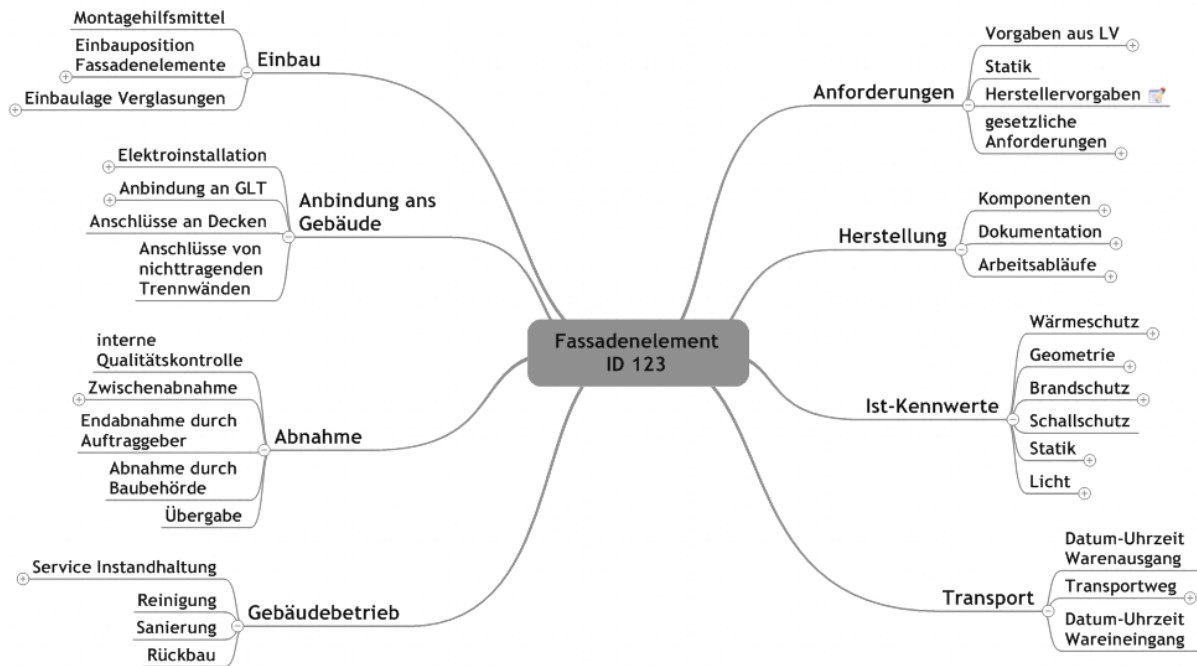 Fassadenelement
ID 123
Einbau
Montagehilfsmittel
Einbauposition
Fassadenelemente
Einbaulage Verglasungen
Anbindung ans
Gebäude
Elektroinstallation
Anbindung an GLT
Anschlüsse an Decken
Anschlüsse von
nichttragenden
Trennwänden
Abnahme
interne
Qualitätskontrolle
Zwischenabnahme
Endabnahme durch
Auftraggeber
Abnahme durch
Baubehörde
Übergabe
Gebäudebetrieb
Service Instandhaltung
Reinigung
Sanierung
Rückbau
Anforderungen
Vorgaben aus LV
Statik
Herstellervorgaben
gesetzliche
Anforderungen
Herstellung
Komponenten
Dokumentation
Arbeitsabläufe
Ist-Kennwerte
Wärmeschutz
Geometrie
Brandschutz
Schallschutz
Statik
Licht
Transport
Datum-Uhrzeit
Warenausgang
Transportweg
Datum-Uhrzeit
Wareineingang